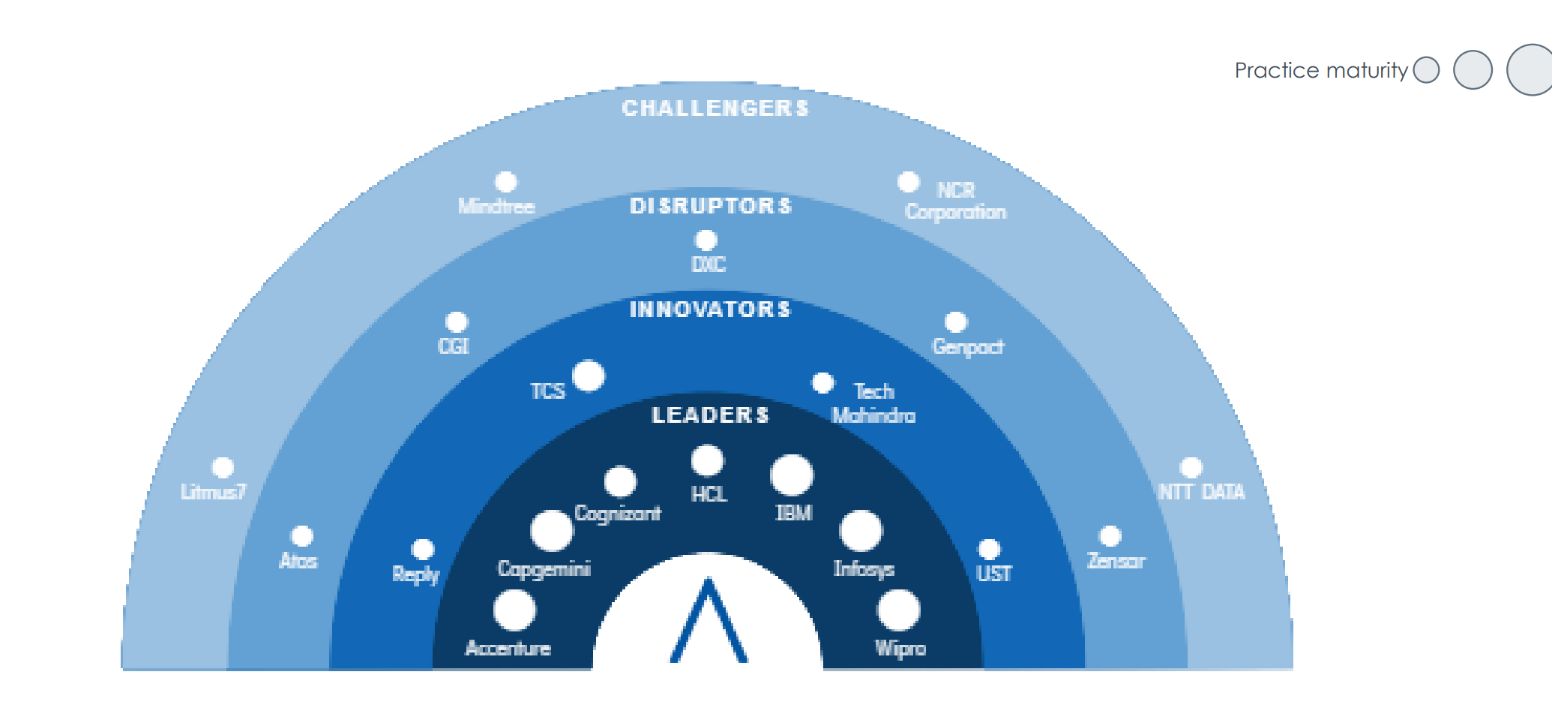 Practice maturity
CHALLENGERS
Mindtree
NCR
Corporation
DISRUPTORS
DXC
CGI
Genpact
INNOVATORS
TCS
Tech
Mahindra
LEADERS
Litmus7
NTT DATA
HCL
Cognizant
IBM
Atos
Zensar
Reply
Capgemini
Infosys
UST
Accenture
Wipro